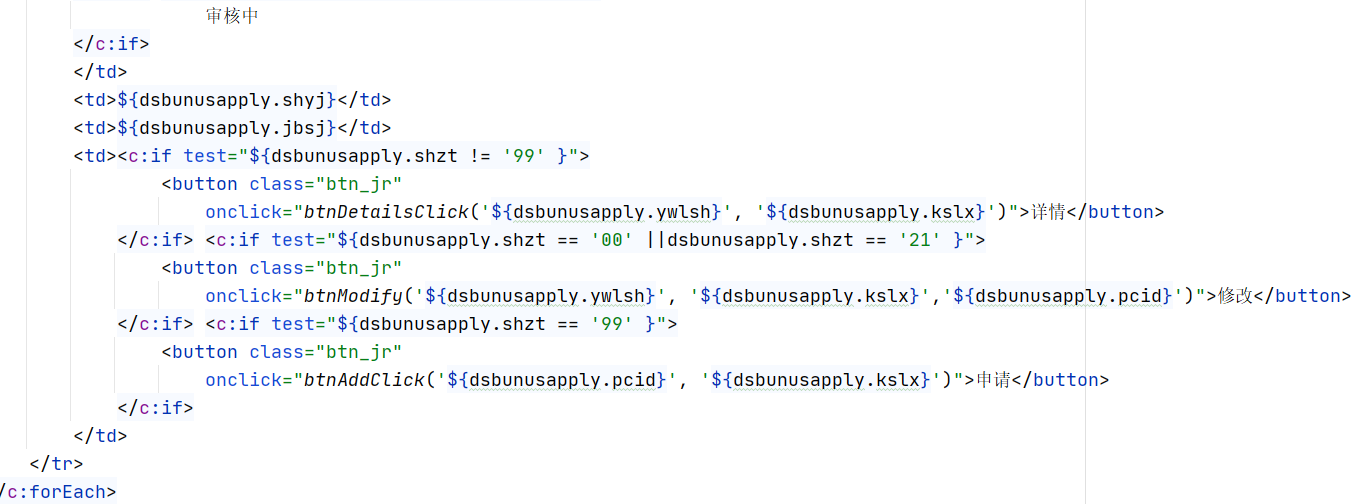 审核中
</c:if>
</td>
<td>${dsbunusapply.shyj}</td>
<td>${dsbunusapply.jbsj}</td>
<td><c:if test="${dsbunusapply.shzt != '99' }">
<button class="btn_jr"
onclick="btnDetailsClick('${dsbunusapply.ywlsh}', '${dsbunusapply.kslx}')">详情</button>
</c:if> <c:if test="${dsbunusapply.shzt == '00' ||dsbunusapply.shzt == '21' }">
<button class="btn_jr"
onclick="btnModify('${dsbunusapply.ywlsh}', '${dsbunusapply.kslx}','${dsbunusapply.pcid}')">修改</button>
</c:if> <c:if test="${dsbunusapply.shzt == '99' }">
<button class="btn_jr"
onclick="btnAddClick('${dsbunusapply.pcid}', '${dsbunusapply.kslx}')">申请</button>
</c:if>
</td>
</tr>
/c:forEach>